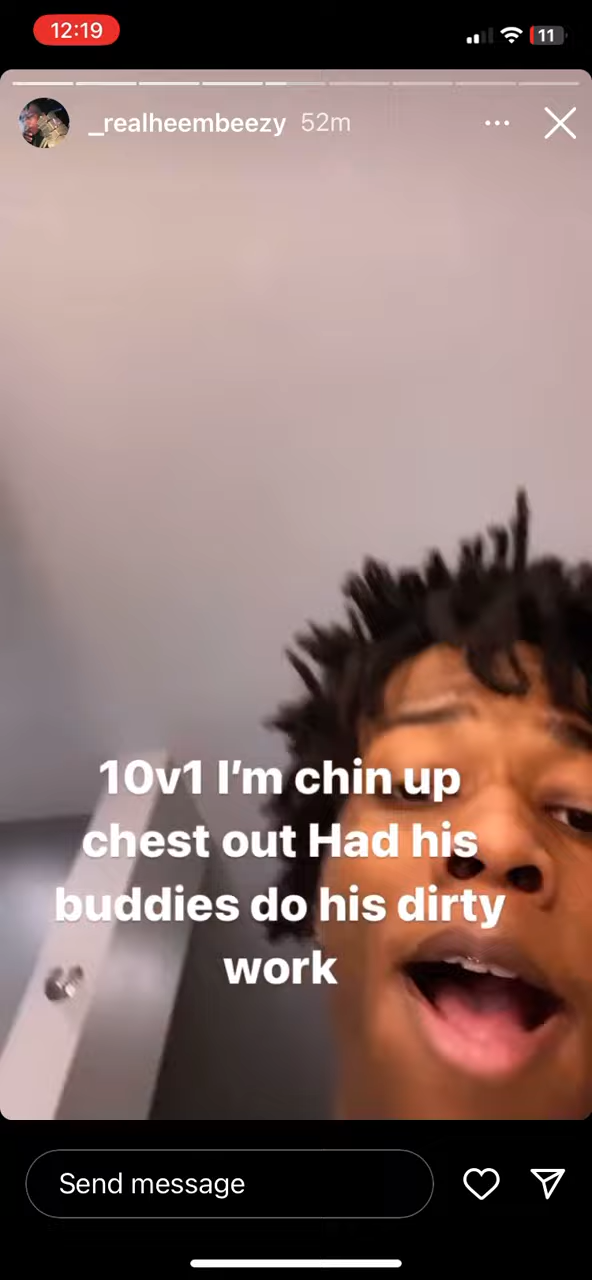 12:19
11
_realheembeezy 52m
10v1 I’m chin up
chest out Had his
buddies do his dirty
work
Send message